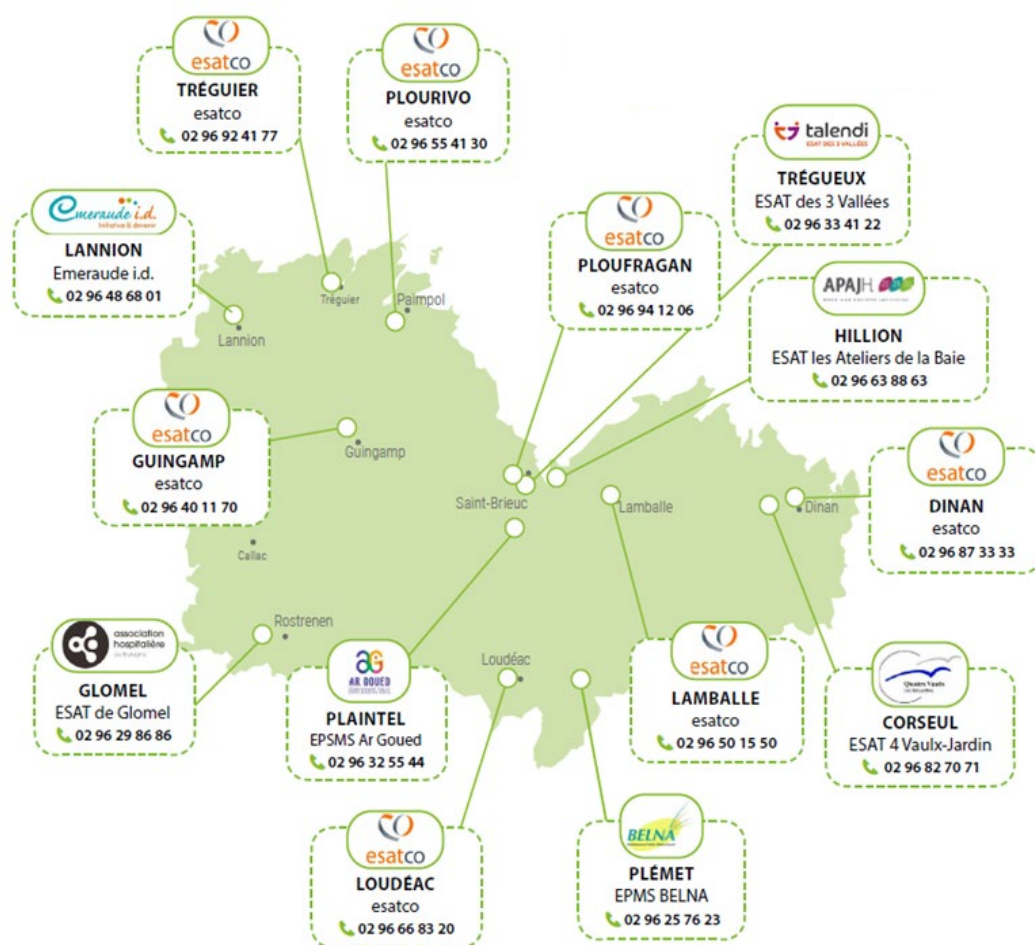 esatco
TRÉGUIER
esatco
02 96 92 41 77
esatco
PLOURIVO
esatco
02 96 55 41 30
talendi
ESAT DES 3 VALLÉES
TRÉGUEUX
ESAT des 3 Vallées
02 96 33 41 22
Emeraude i.d.
Initiative & devenir
LANNION
Emeraude i.d.
02 96 48 68 01
esatco
PLOUFRAGAN
esatco
02 96 94 12 06
APAJH
HILLION
ESAT les Ateliers de la Baie
02 96 63 88 63
Tréguier
Paimpol
Lannion
esatco
GUINGAMP
esatco
02 96 40 11 70
Guingamp
Saint-Brieuc
Lamballe
Dinan
esatco
DINAN
esatco
02 96 87 33 33
Callac
Rostrenen
Loudéac
association
hospitalière
GLOMEL
ESAT de Glomel
02 96 29 86 86
AR GOUED
PLAINTEL
EPSMS Ar Goued
02 96 32 55 44
esatco
LAMBALLE
esatco
02 96 50 15 50
Quatre Vaulx
CORSEUL
ESAT 4 Vaulx-Jardin
02 96 82 70 71
esatco
LOUDÉAC
esatco
02 96 66 83 20
BELNA
PLÉMET
EPMS BELNA
02 96 25 76 23